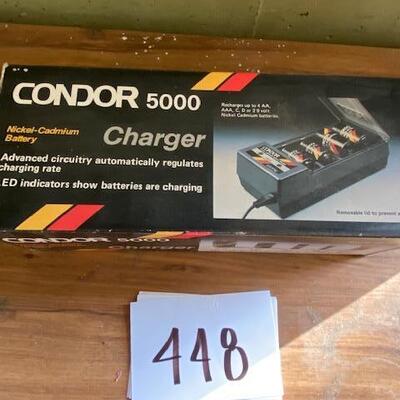 CONDOR 5000
Nickel-Cadmium
Battery
Charger
Advanced circuitry automatically regulates
charging rate
LED indicators show batteries are charging
Recharges up to 4 AA,
AAA, C, D or 2 9 volt
Nickel Cadmium batteries.
CONDOR
Removable lid to prevent
CONDOR 5000
448